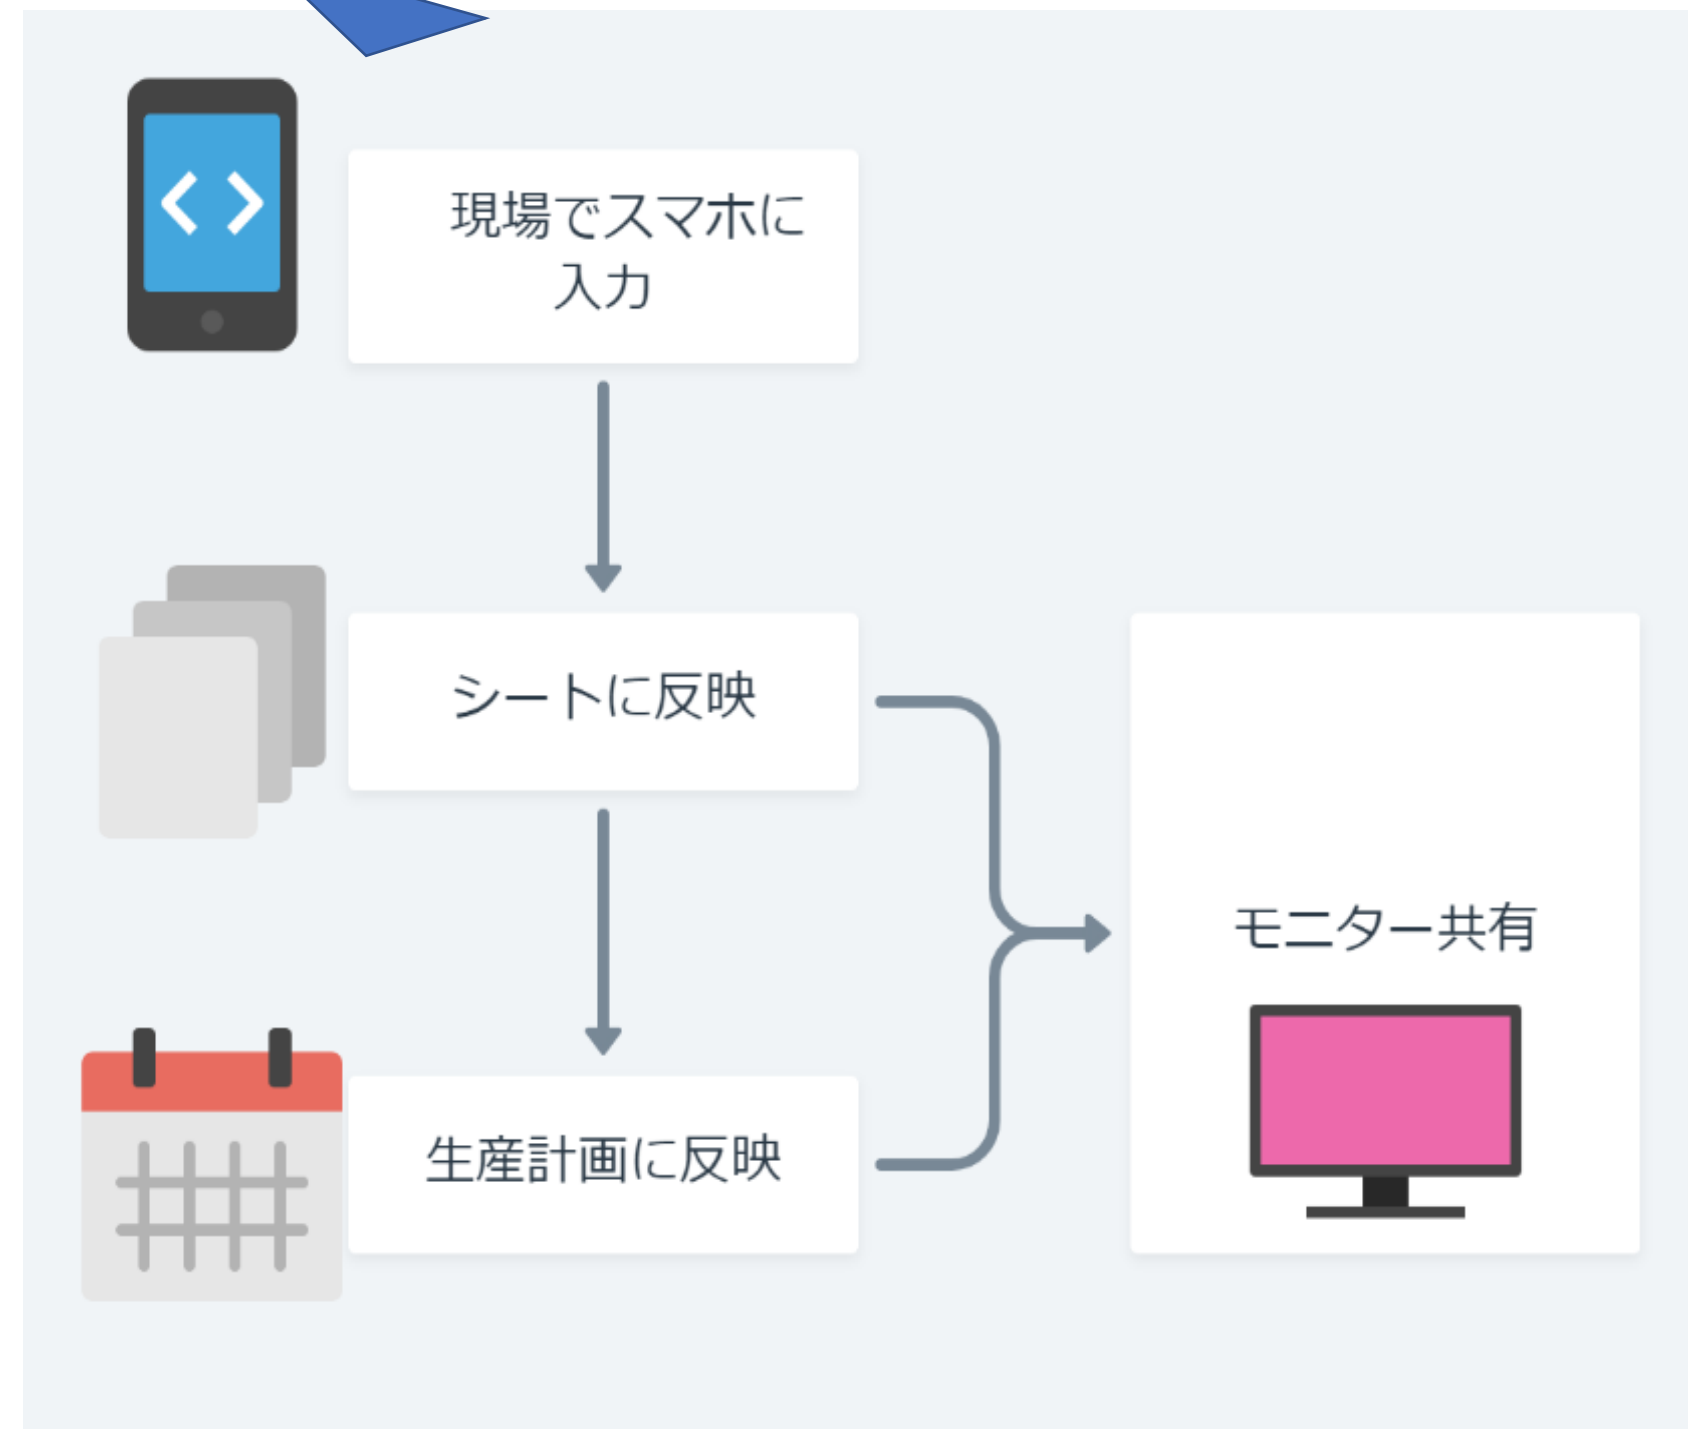 現場でスマホに
入力
シートに反映
モニター共有
生産計画に反映